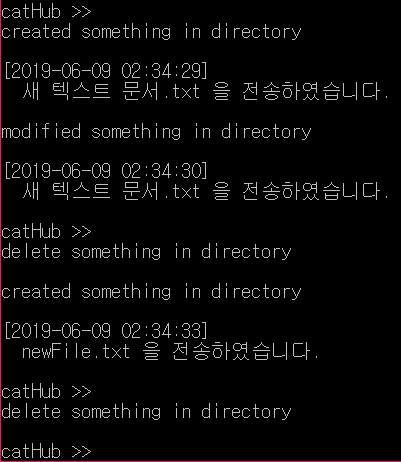 catHub >>
created something in directory
[2019-06-09 02:34:29]
새 텍스트 문서.txt 을 전송하였습니다.
modified something in directory
[2019-06-09 02:34:30]
새 텍스트 문서.txt 을 전송하였습니다.
catHub >>
delete something in directory
created something in directory
[2019-06-09 02:34:33]
newFile.txt 을 전송하였습니다.
catHub >>
delete something in directory
catHub >>